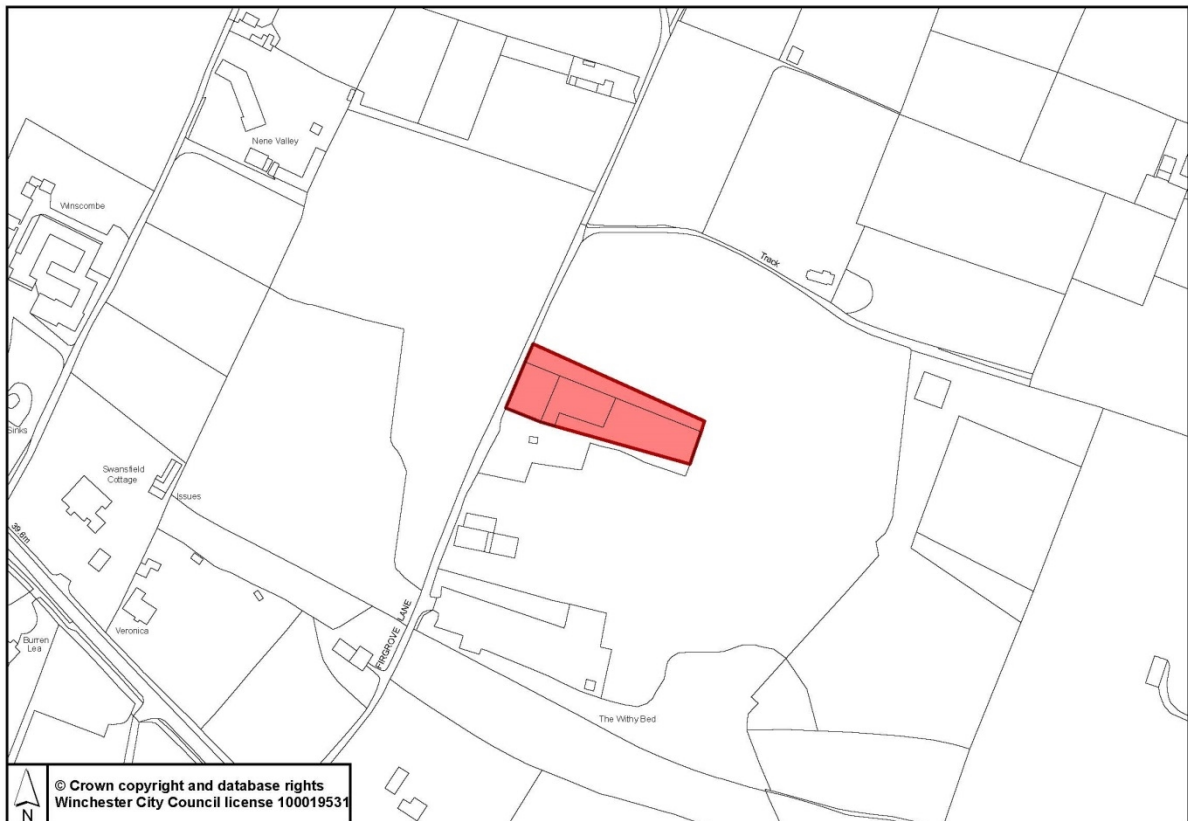 Nene Valley
Winscombe
Track
Sinks
Swansfield
Cottage
Issues
39.6m
Veronica
Burren
Lea
FIRGROVE LANE
The Withy Bed
N
© Crown copyright and database rights
Winchester City Council license 100019531